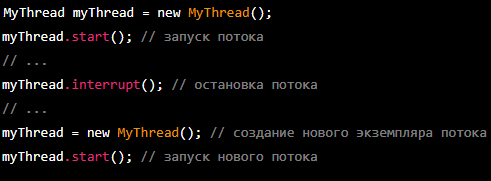 MyThread myThread = new MyThread();
myThread.start(); // запуск потока
// ...
myThread.interrupt(); // остановка потока
// ...
myThread = new MyThread(); // создание нового экземпляра потока
myThread.start(); // запуск нового потока